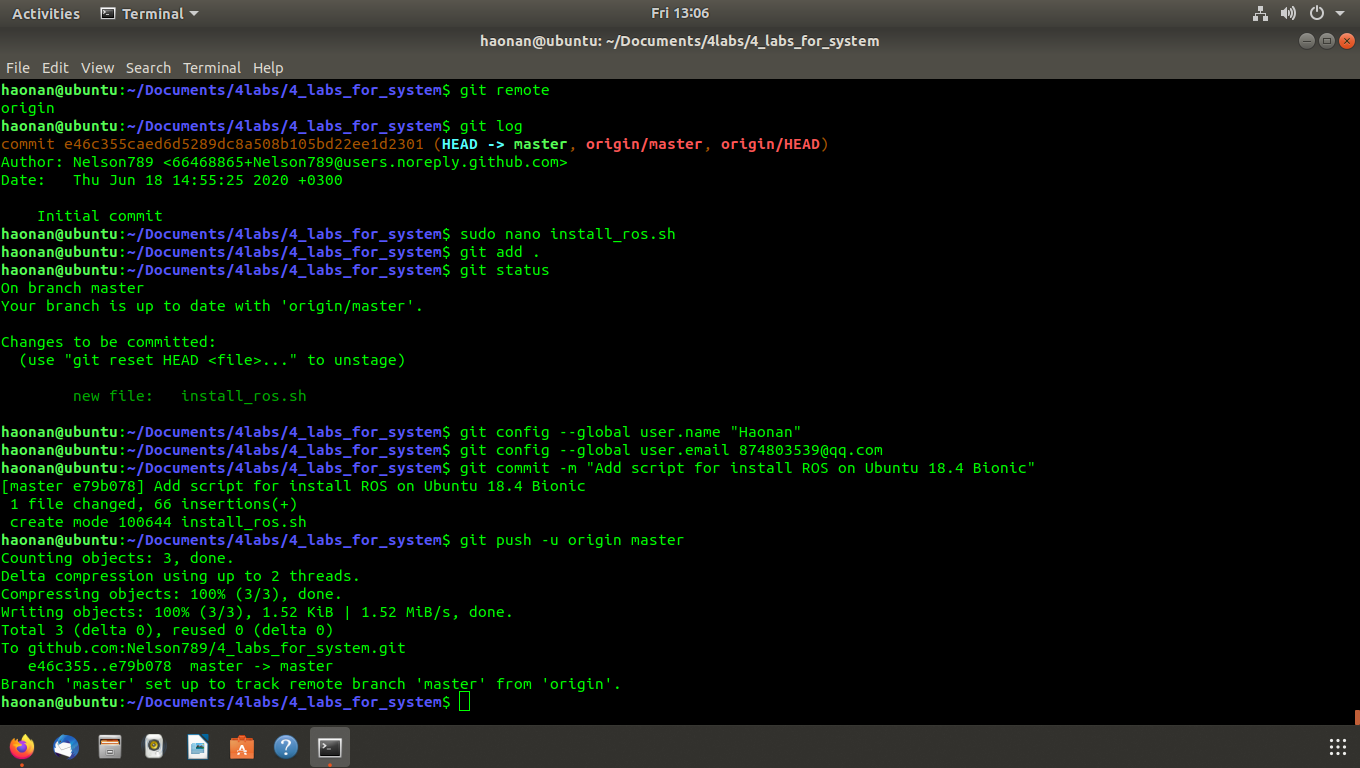 Activities Terminal Fri 13:06
haonan@ubuntu: ~/Documents/4labs/4_labs_for_system
File Edit View Search Terminal Help
haonan@ubuntu:~/Documents/4labs/4_labs_for_system$ git remote
origin
haonan@ubuntu:~/Documents/4labs/4_labs_for_system$ git log
commit e46c355caed6d5289dc8a508b105bd22ee1d2301 (HEAD -> master, origin/master, origin/HEAD)
Author: Nelson789 <66468865+Nelson789@users.noreply.github.com>
Date:   Thu Jun 18 14:55:25 2020 +0300
    Initial commit
haonan@ubuntu:~/Documents/4labs/4_labs_for_system$ sudo nano install_ros.sh
haonan@ubuntu:~/Documents/4labs/4_labs_for_system$ git add .
haonan@ubuntu:~/Documents/4labs/4_labs_for_system$ git status
On branch master
Your branch is up to date with 'origin/master'.
Changes to be committed:
  (use "git reset HEAD <file>..." to unstage)
        new file:   install_ros.sh
haonan@ubuntu:~/Documents/4labs/4_labs_for_system$ git config --global user.name "Haonan"
haonan@ubuntu:~/Documents/4labs/4_labs_for_system$ git config --global user.email 874803539@qq.com
haonan@ubuntu:~/Documents/4labs/4_labs_for_system$ git commit -m "Add script for install ROS on Ubuntu 18.4 Bionic"
[master e79b078] Add script for install ROS on Ubuntu 18.4 Bionic
 1 file changed, 66 insertions(+)
 create mode 100644 install_ros.sh
haonan@ubuntu:~/Documents/4labs/4_labs_for_system$ git push -u origin master
Counting objects: 3, done.
Delta compression using up to 2 threads.
Compressing objects: 100% (3/3), done.
Writing objects: 100% (3/3), 1.52 KiB | 1.52 MiB/s, done.
Total 3 (delta 0), reused 0 (delta 0)
To github.com:Nelson789/4_labs_for_system.git
   e46c355..e79b078  master -> master
Branch 'master' set up to track remote branch 'master' from 'origin'.
haonan@ubuntu:~/Documents/4labs/4_labs_for_system$